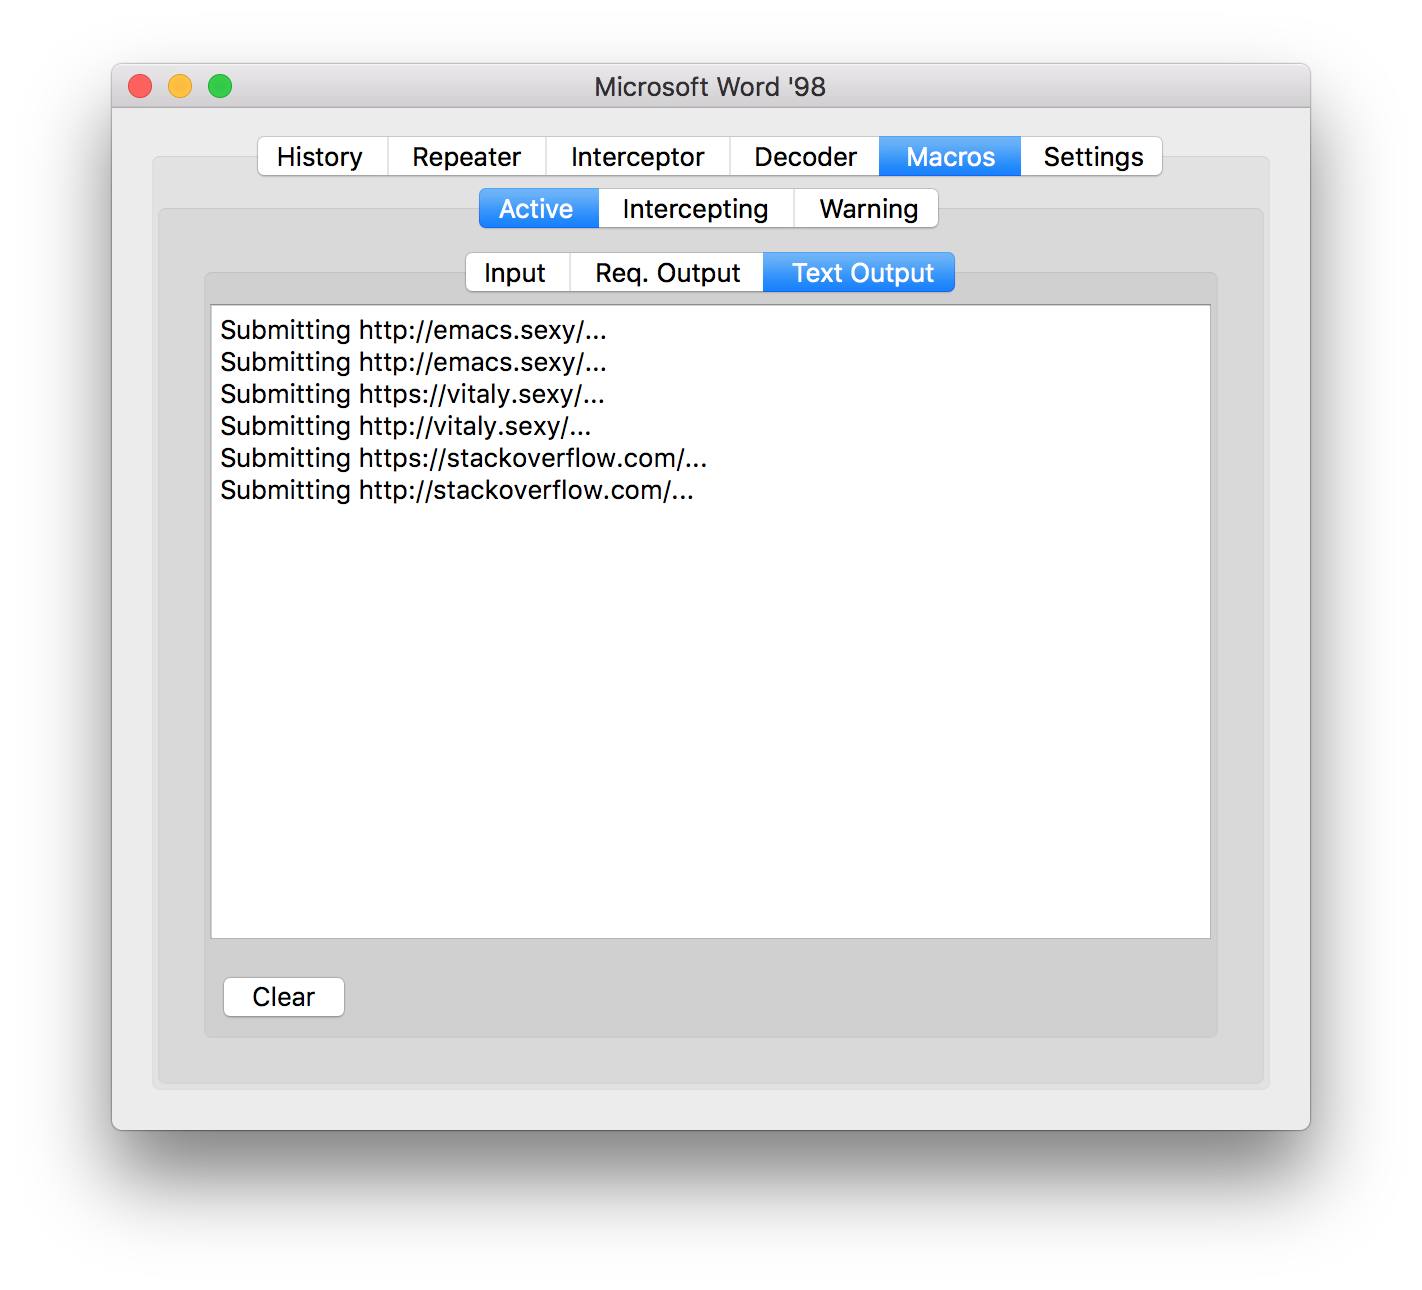 Microsoft Word '98
History Repeater Interceptor Decoder Macros Settings
Active Intercepting Warning
Input Req. Output Text Output
Submitting http://emacs.sexy/...
Submitting http://emacs.sexy/...
Submitting https://vitaly.sexy/...
Submitting http://vitaly.sexy/...
Submitting https://stackoverflow.com/...
Submitting http://stackoverflow.com/...
Clear